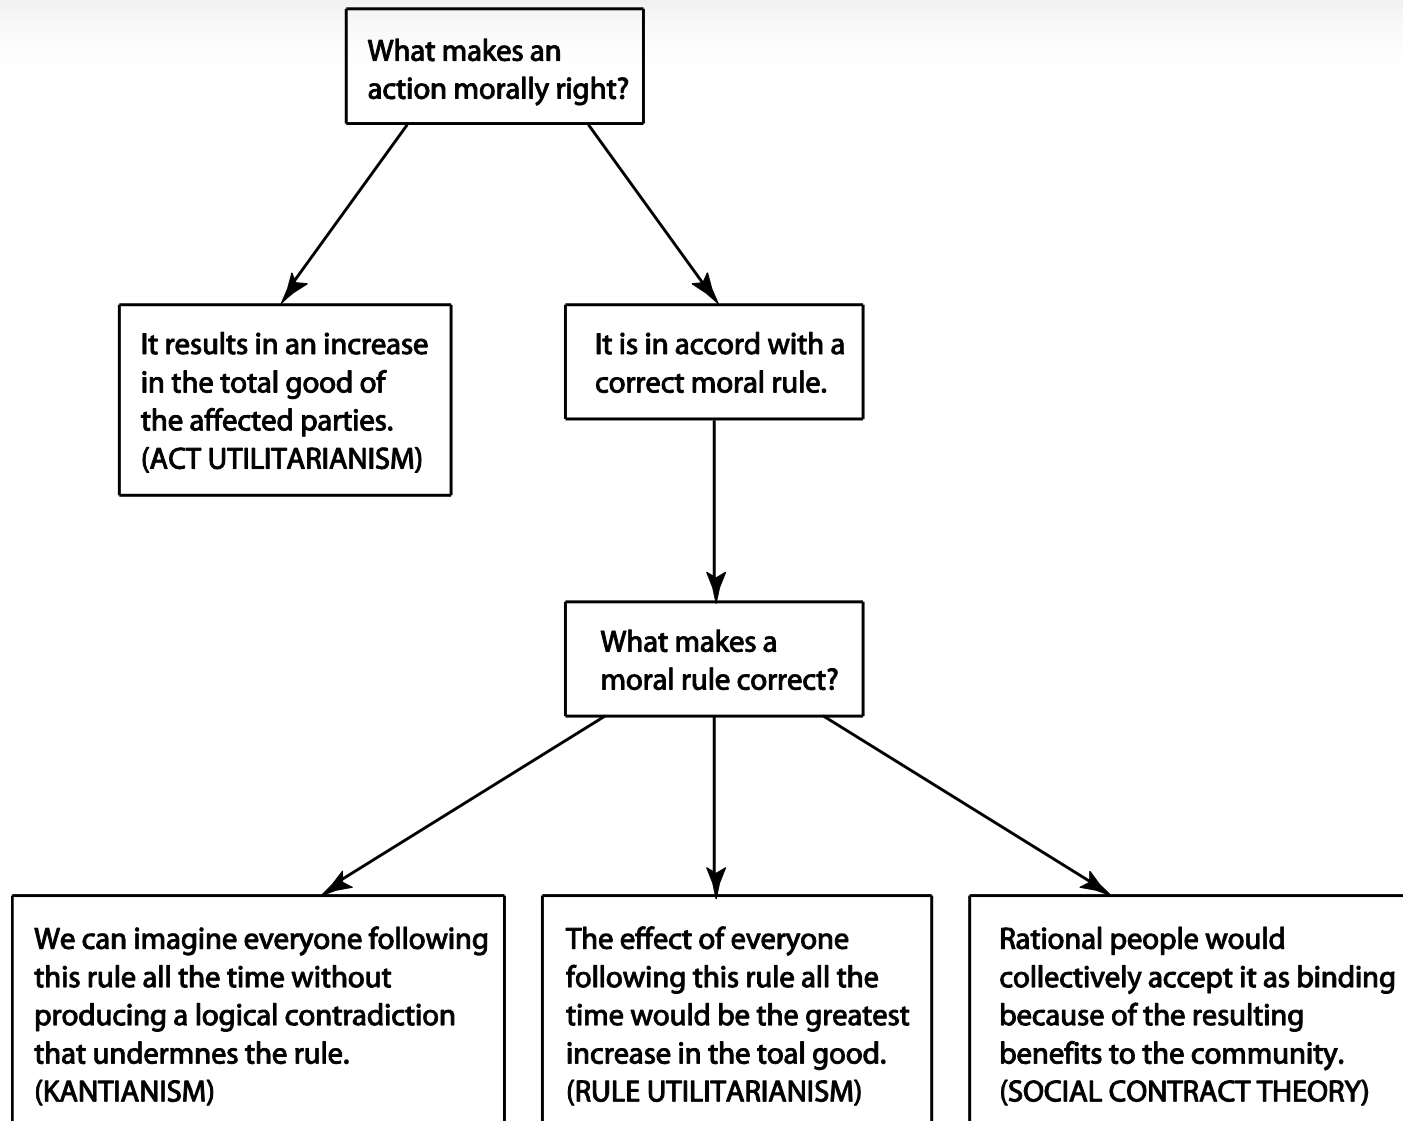 What makes an
action morally right?
It results in an increase
in the total good of
the affected parties.
(ACT UTILITARIANISM)
It is in accord with a
correct moral rule.
What makes a
moral rule correct?
We can imagine everyone following
this rule all the time without
producing a logical contradiction
that undermnes the rule.
(KANTIANISM)
The effect of everyone
following this rule all the
time would be the greatest
increase in the toal good.
(RULE UTILITARIANISM)
Rational people would
collectively accept it as binding
because of the resulting
benefits to the community.
(SOCIAL CONTRACT THEORY)